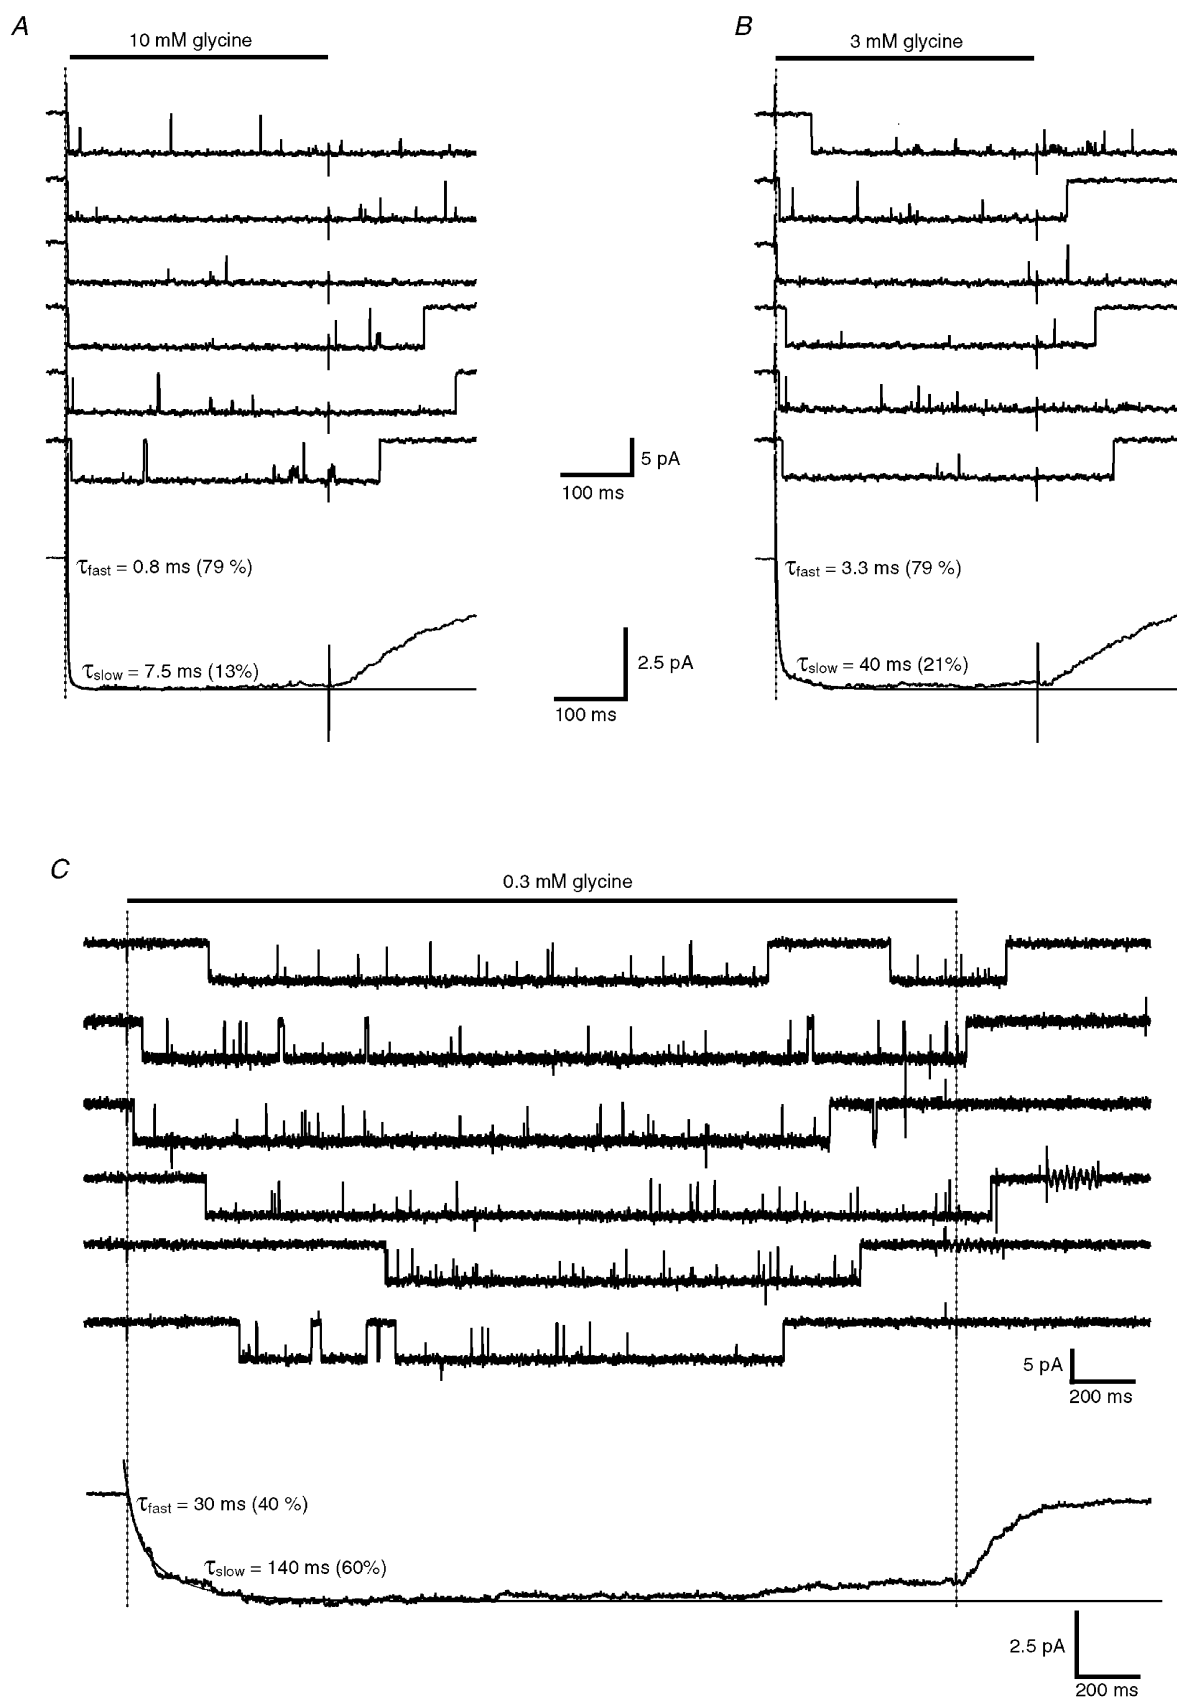 A
10 mM glycine
B
3 mM glycine
5 pA
100 ms
τfast = 0.8 ms (79 %)
τslow = 7.5 ms (13%)
2.5 pA
100 ms
τfast = 3.3 ms (79 %)
τslow = 40 ms (21%)
C
0.3 mM glycine
5 pA
200 ms
τfast = 30 ms (40 %)
τslow = 140 ms (60%)
2.5 pA
200 ms